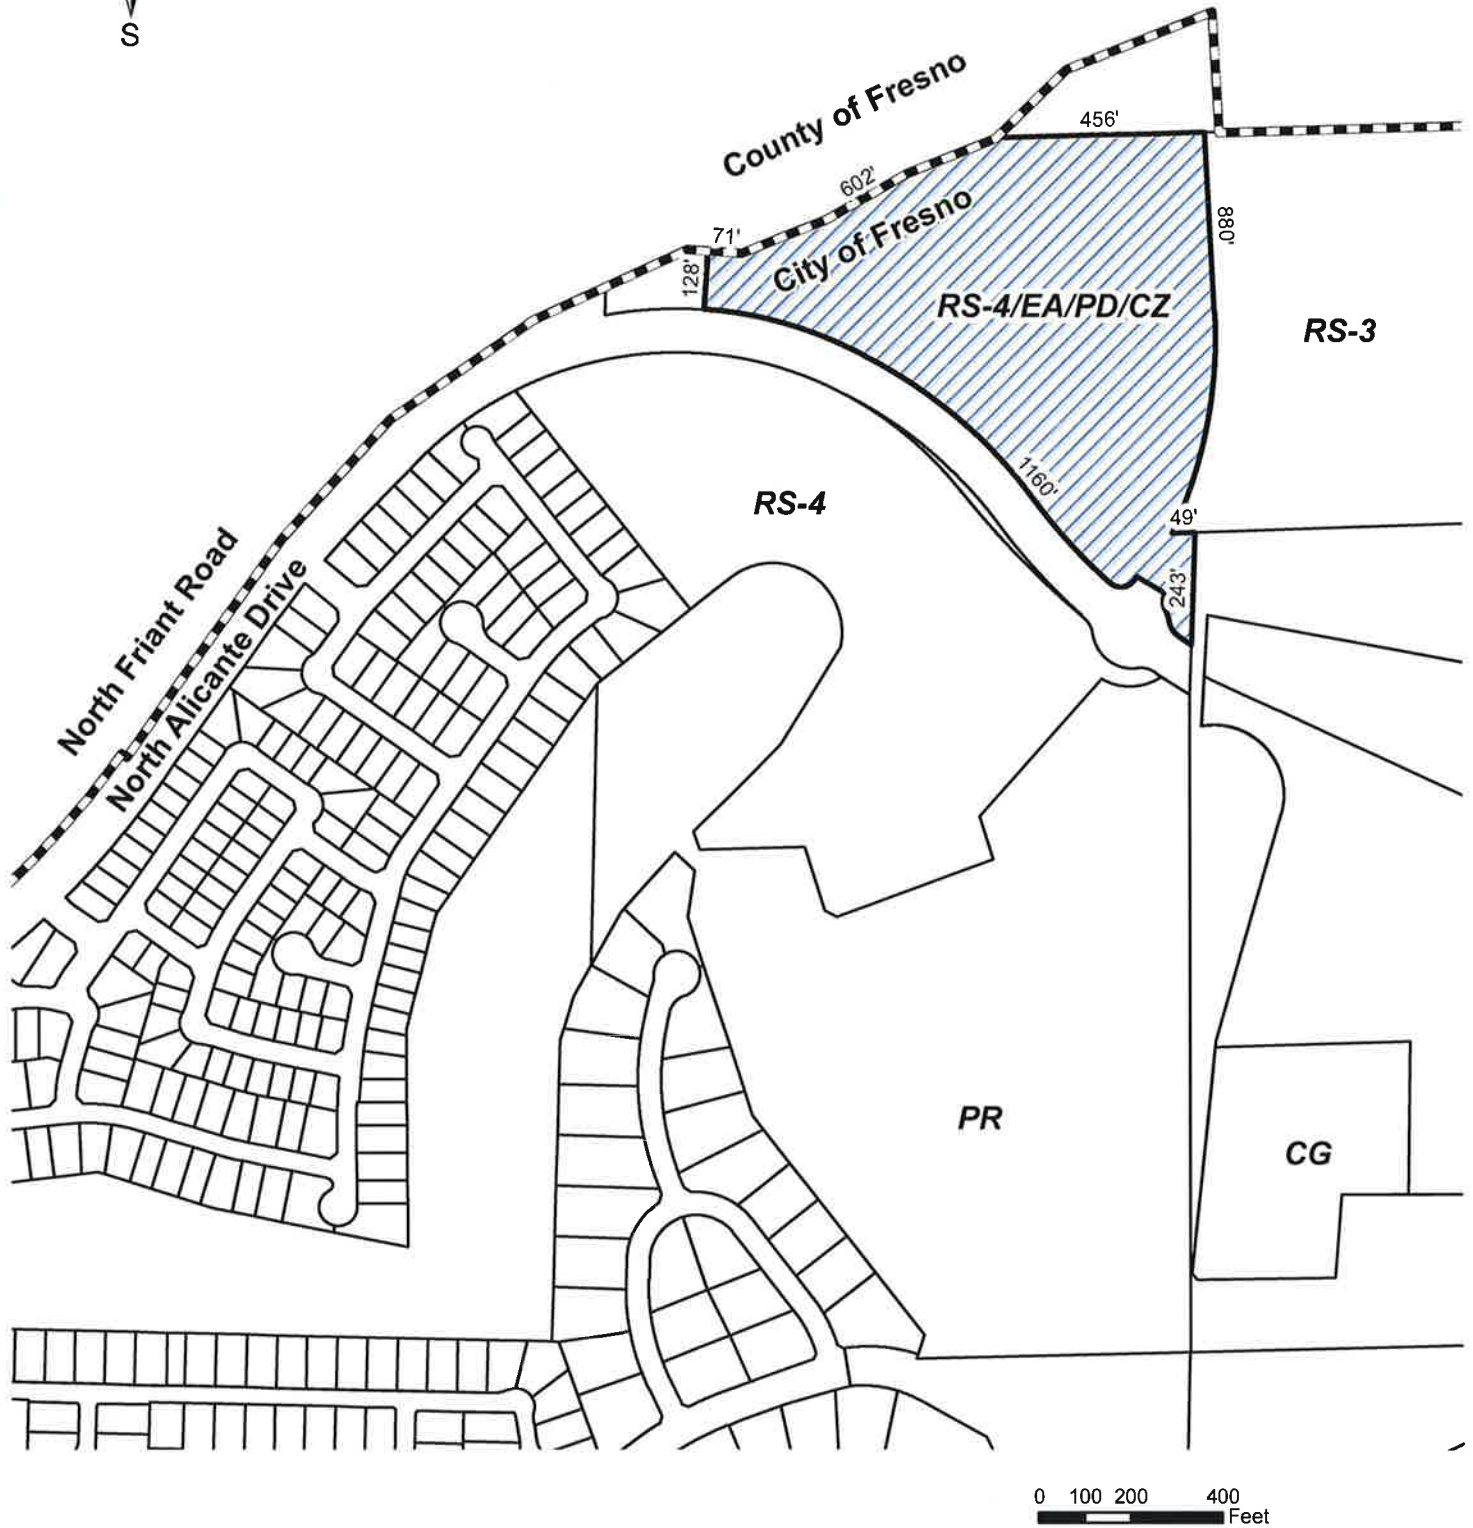 S
County of Fresno
456'
602'
City of Fresno
880'
71'
128'
RS-4/EA/PD/CZ
RS-3
1160'
RS-4
49'
243'
North Friant Road
North Alicante Drive
PR
CG
0 100 200 400
Feet